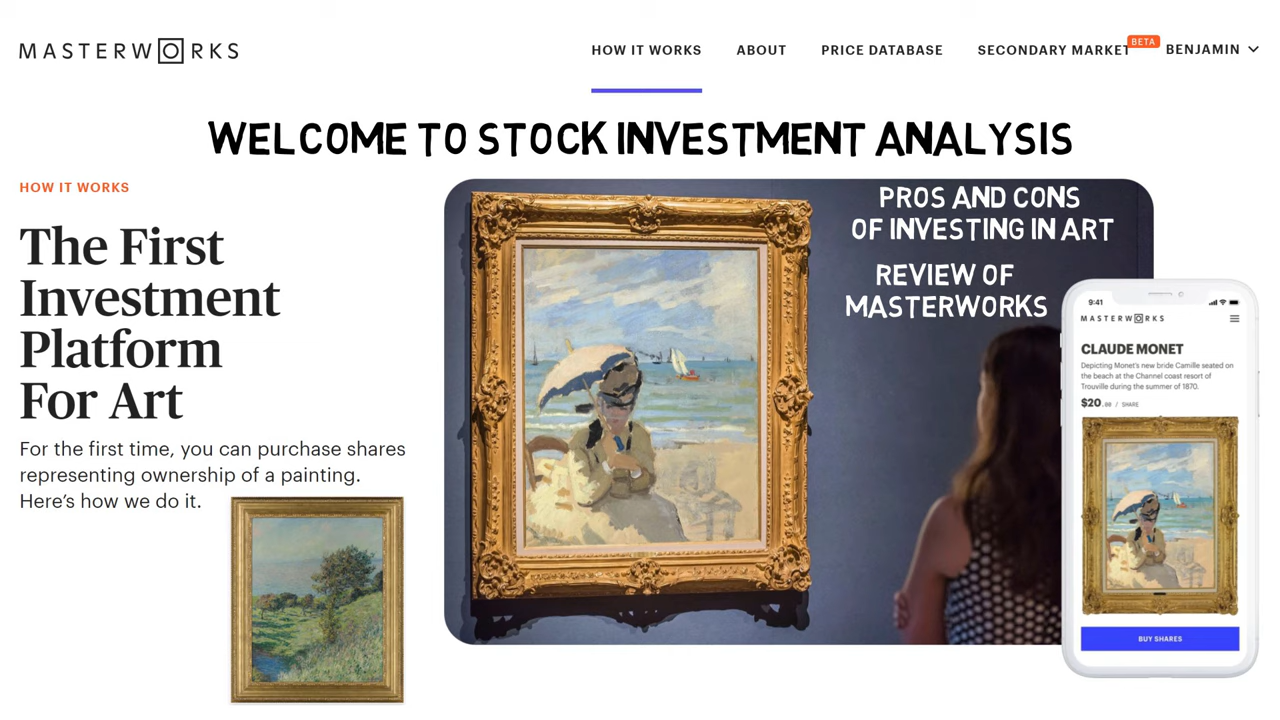 MASTERWORKS
HOW IT WORKS ABOUT PRICE DATABASE SECONDARY MARKET BETA BENJAMIN
WELCOME TO STOCK INVESTMENT ANALYSIS
HOW IT WORKS
The First
Investment
Platform
For Art
For the first time, you can purchase shares
representing ownership of a painting.
Here's how we do it.
PROS AND CONS
OF INVESTING IN ART
REVIEW OF
MASTERWORKS
9:41
MASTERWORKS
CLAUDE MONET
Depicting Monet's new bride Camille seated on
the beach at the Channel coast resort of
Trouville during the summer of 1870.
$20.00 / SHARE
BUY SHARES